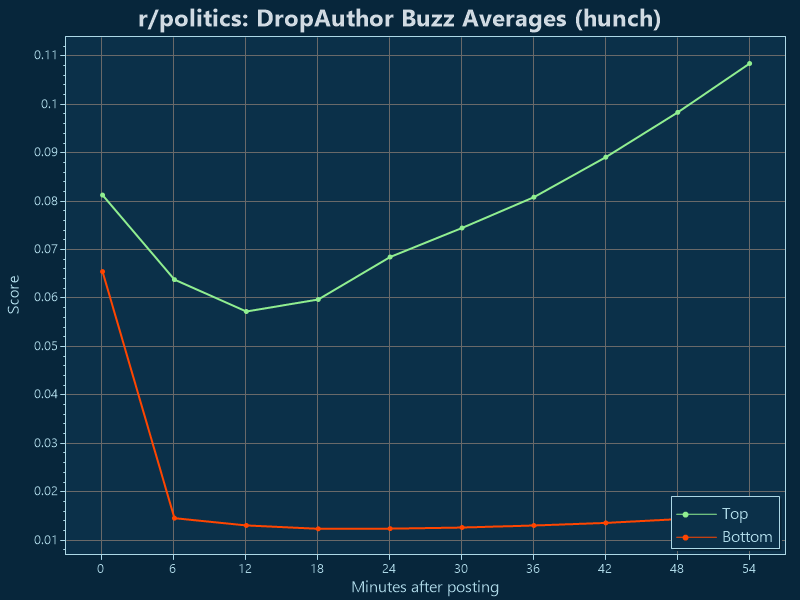 r/politics: DropAuthor Buzz Averages (hunch)
0.11
0.1
0.09
0.08
0.07
0.06
0.05
0.04
0.03
0.02
0.01
Score
Top
Bottom
0 6 12 18 24 30 36 42 48 54
Minutes after posting